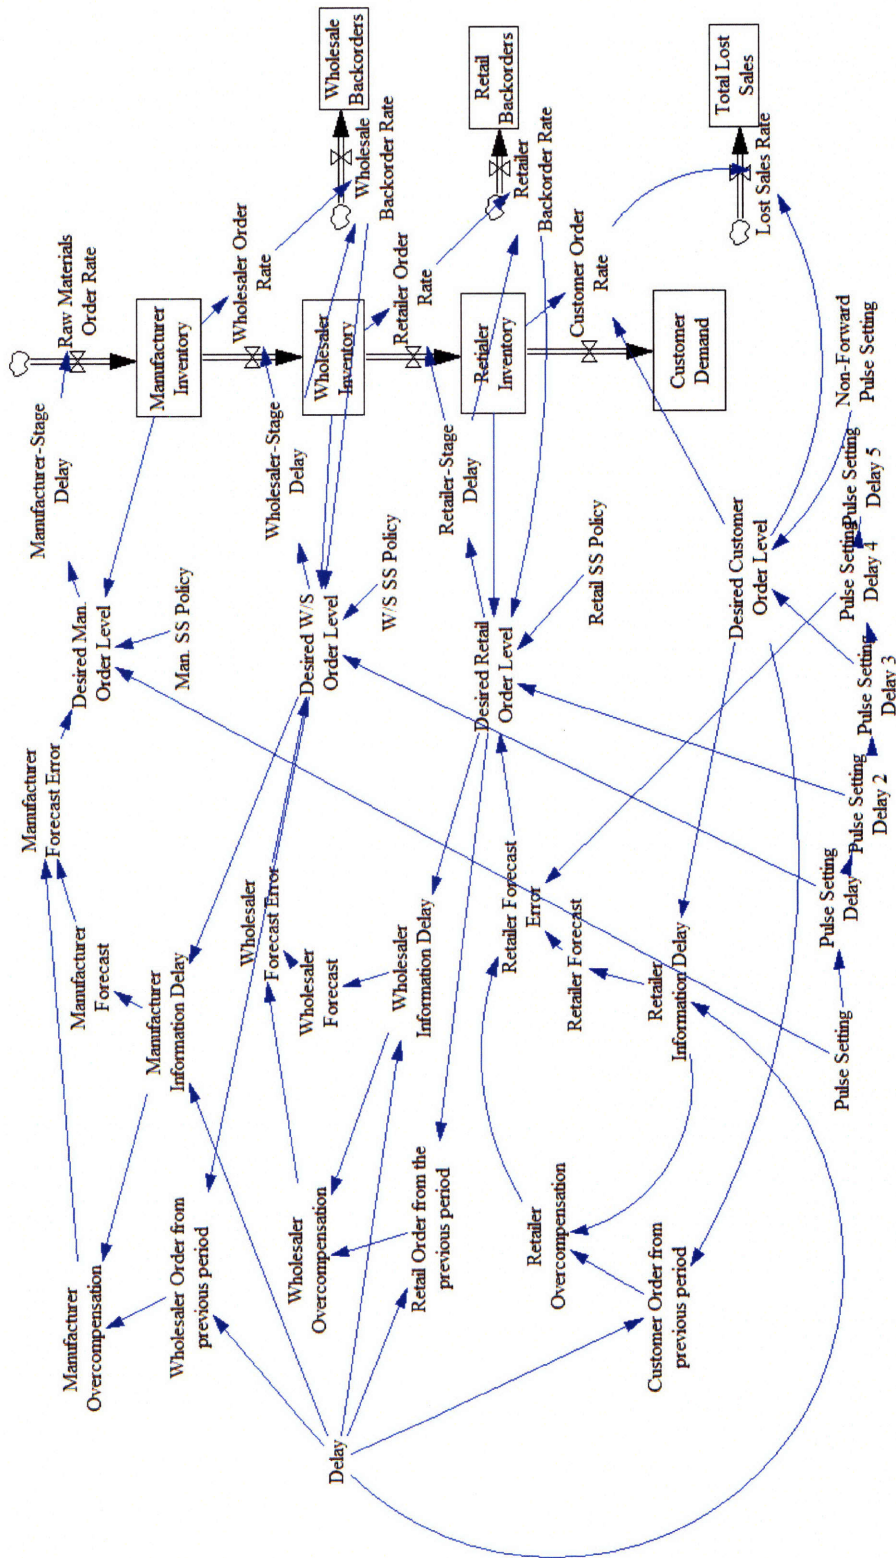 Manufacturer
Overcompensation
Manufacturer
Forecast
Manufacturer
Forecast Error
Manufacturer-Stage
Delay
Raw Materials
Order Rate
Desired Man.
Order Level
Man. SS Policy
Manufacturer
Information Delay
Manufacturer
Inventory
Wholesaler Order from
previous period
Wholesaler
Forecast Error
Wholesaler-Stage
Delay
Wholesaler Order
Rate
Wholesaler
Forecast
Desired W/S
Order Level
Wholesaler
Inventory
Wholesale
Backorders
Wholesale
Backorder Rate
Delay
Wholesaler
Overcompensation
Wholesaler
Information Delay
W/S SS Policy
Retailer Order
Rate
Retail Order from the
previous period
Retailer-Stage
Delay
Desired Retail
Order Level
Retialer
Inventory
Retail
Backorders
Retailer
Backorder Rate
Retailer Forecast
Error
Retailer Forecast
Retail SS Policy
Customer Order
Rate
Retailer
Overcompensation
Retailer
Information Delay
Customer Order from
previous period
Customer
Demand
Total Lost
Sales
Lost Sales Rate
Desired Customer
Order Level
Non-Forward
Pulse Setting
Pulse Setting
Pulse Setting
Delay
Pulse Setting
Delay 2
Pulse Setting
Delay 3
Pulse Setting
Delay 4
Pulse Setting
Delay 5